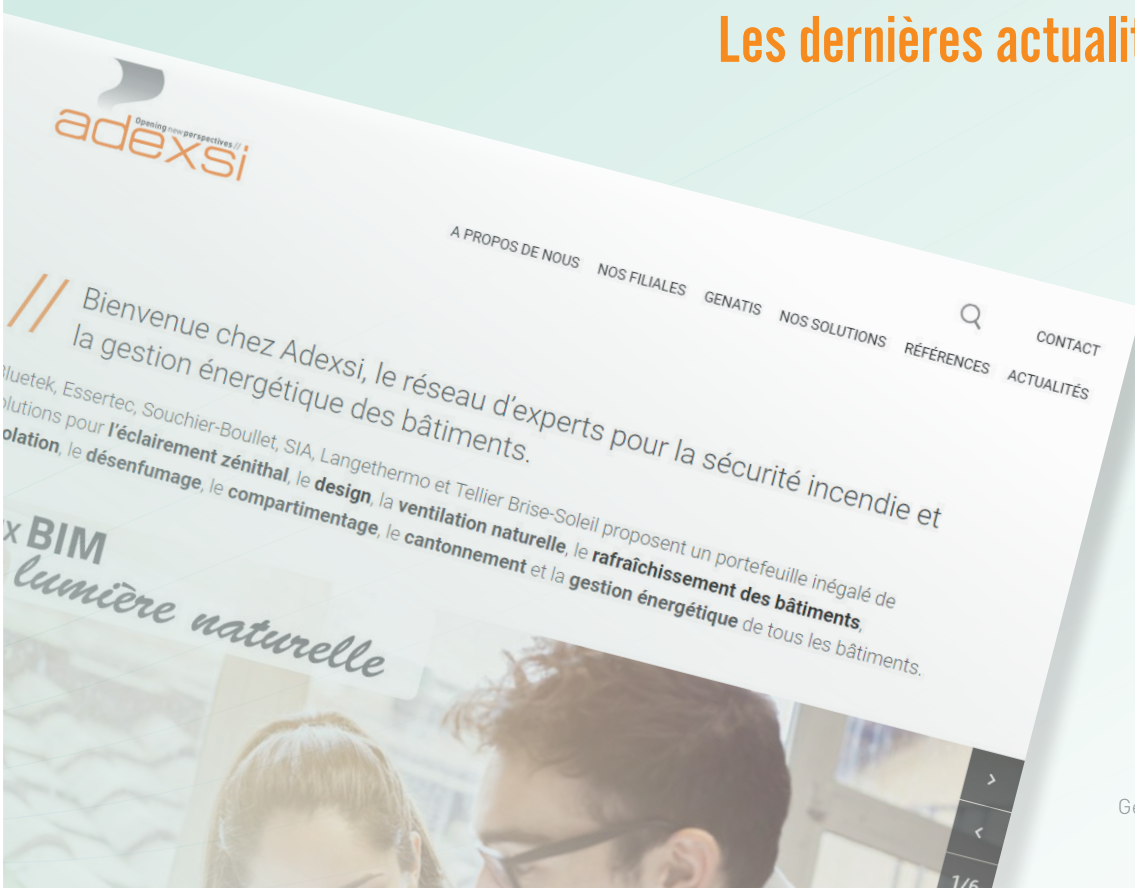 Les dernières actualit
Opening new perspectives //
adexsi
A PROPOS DE NOUS NOS FILIALES GENATIS NOS SOLUTIONS RÉFÉRENCES ACTUALITÉS
CONTACT
// Bienvenue chez Adexsi, le réseau d'experts pour la sécurité incendie et
la gestion énergétique des bâtiments.
Bluetek, Essertec, Souchier-Boullet, SIA, Langethermo et Tellier Brise-Soleil proposent un portefeuille inégalé de
olutions pour l'éclairement zénithal, le design, la ventilation naturelle, le rafraîchissement des bâtiments,
olation, le désenfumage, le compartimentage, le cantonnement et la gestion énergétique de tous les bâtiments.
x BIM
lumière naturelle
>
<
1/6
Ge